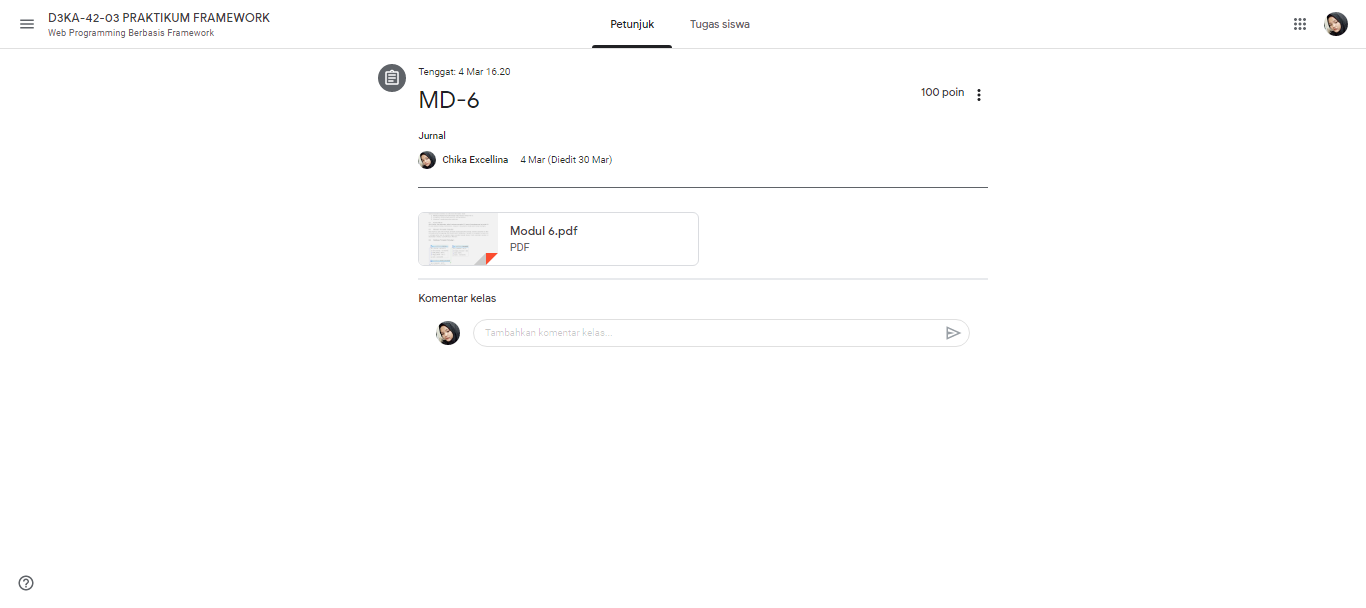 D3KA-42-03 PRAKTIKUM FRAMEWORK
Web Programming Berbasis Framework
Petunjuk
Tugas siswa
Tenggat: 4 Mar 16.20
MD-6
100 poin
Jurnal
Chika Excellina 4 Mar (Diedit 30 Mar)
Modul 6.pdf
PDF
Komentar kelas
Tambahkan komentar kelas...